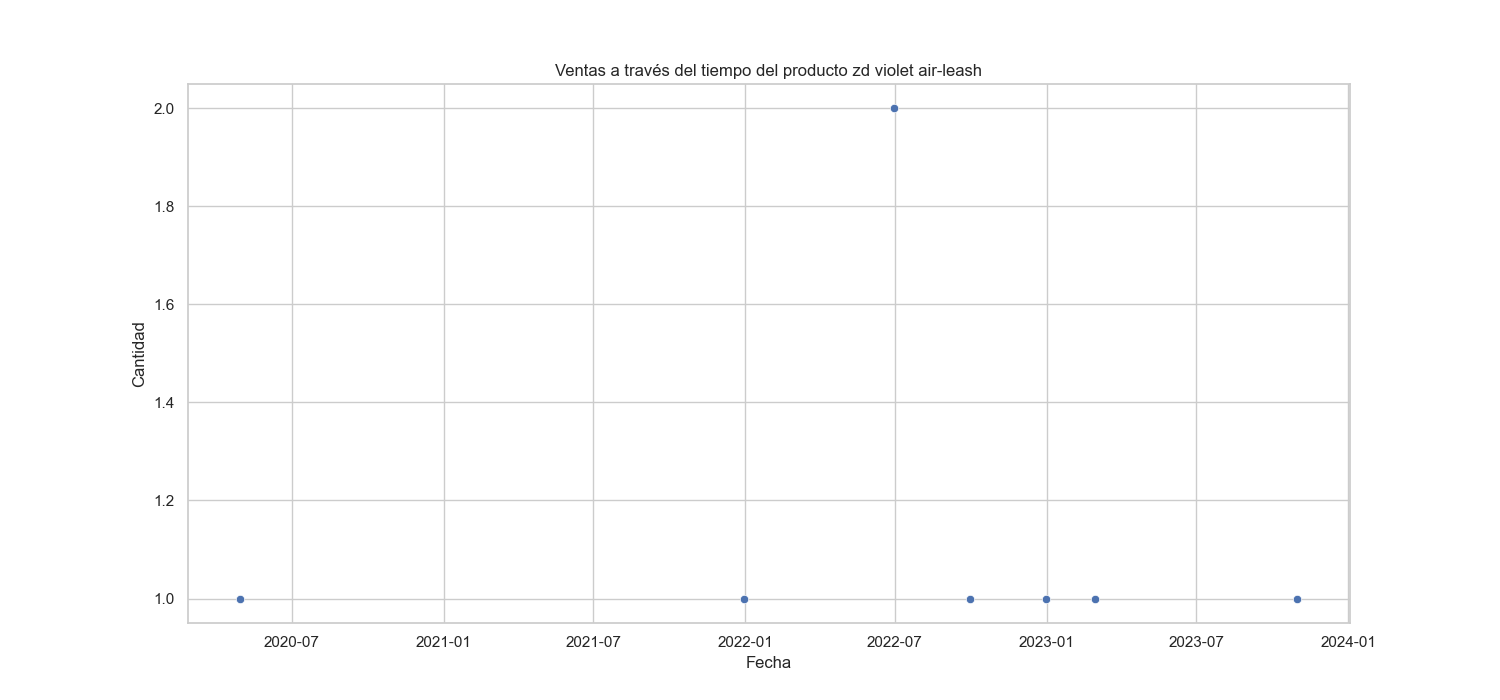 Ventas a través del tiempo del producto zd violet air-leash
2.0
1.8
1.6
1.4
1.2
1.0
Cantidad
2020-07 2021-01 2021-07 2022-01 2022-07 2023-01 2023-07 2024-01
Fecha